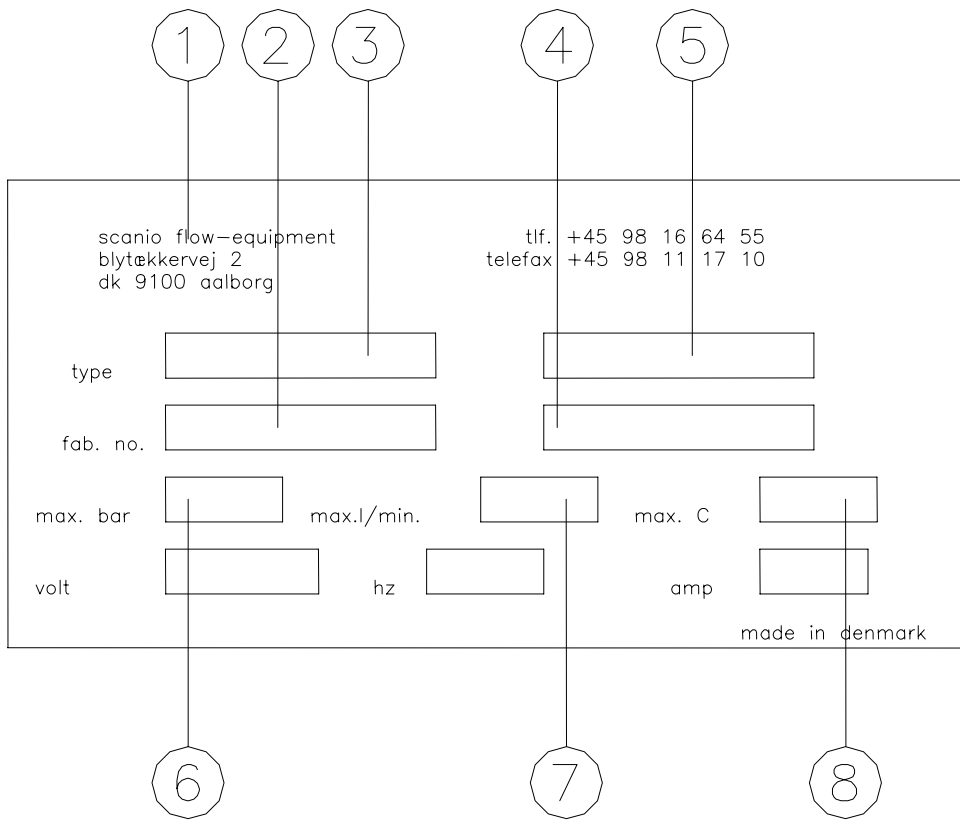 1 2 3 4 5
scanio flow-equipment tlf. +45 98 16 64 55
blytækkervej 2 telefax +45 98 11 17 10
dk 9100 aalborg
type
fab. no.
max. bar max.l/min. max. C
volt hz amp
made in denmark
6 7 8